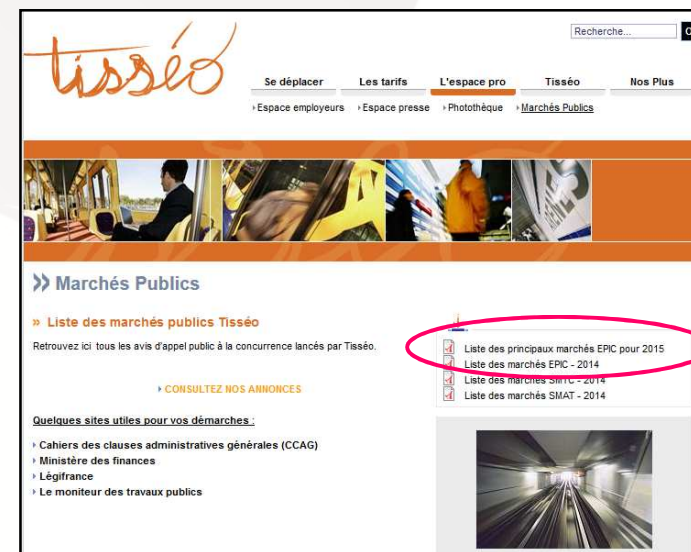 tisséo
Recherche...
Se déplacer Les tarifs L'espace pro Tisséo Nos Plus
Espace employeurs Espace presse Photothèque Marchés Publics
» Marchés Publics
» Liste des marchés publics Tisséo
Retrouvez ici tous les avis d'appel public à la concurrence lancés par Tisséo.
CONSULTEZ NOS ANNONCES
Quelques sites utiles pour vos démarches :
Cahiers des clauses administratives générales (CCAG)
Ministère des finances
Légifrance
Le moniteur des travaux publics
Liste des principaux marchés EPIC pour 2015
Liste des marchés EPIC - 2014
Liste des marchés SMTC - 2014
Liste des marchés SMAT - 2014